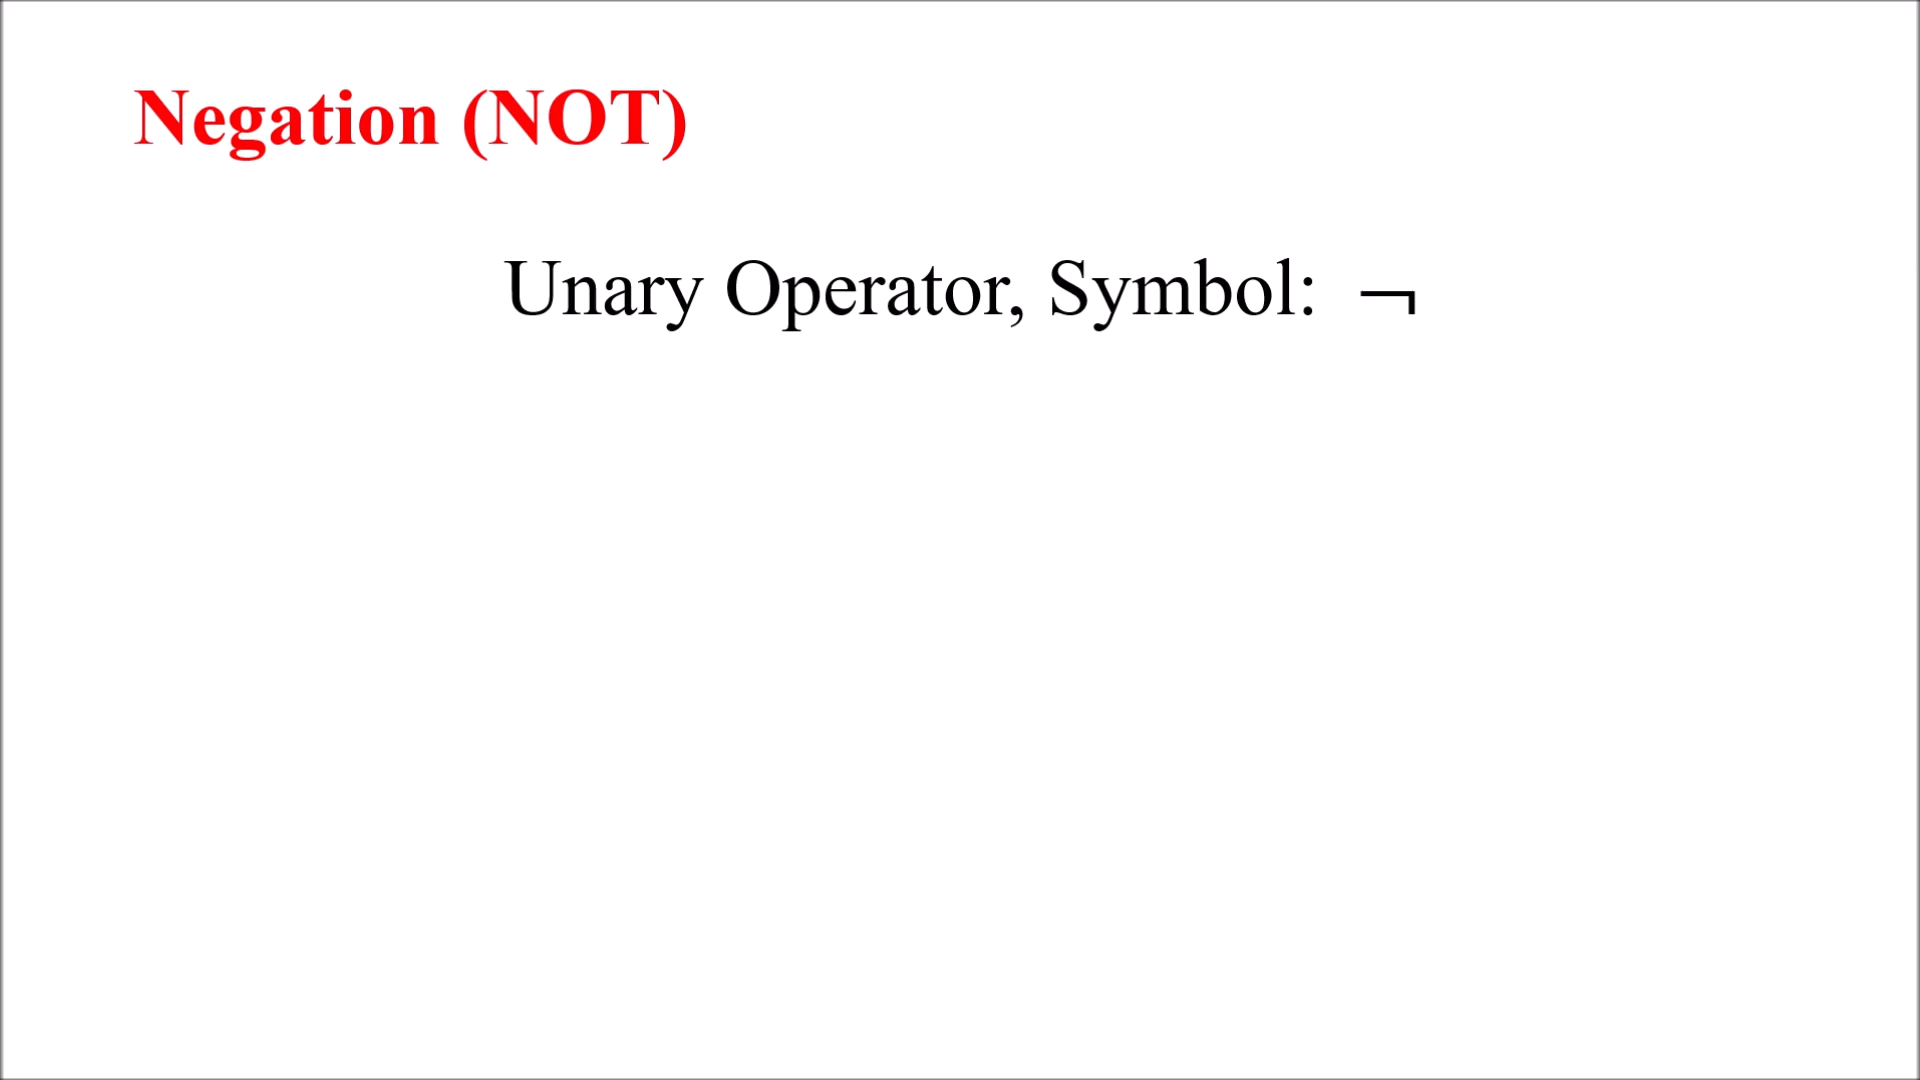 Negation (NOT)
Unary Operator, Symbol: ¬